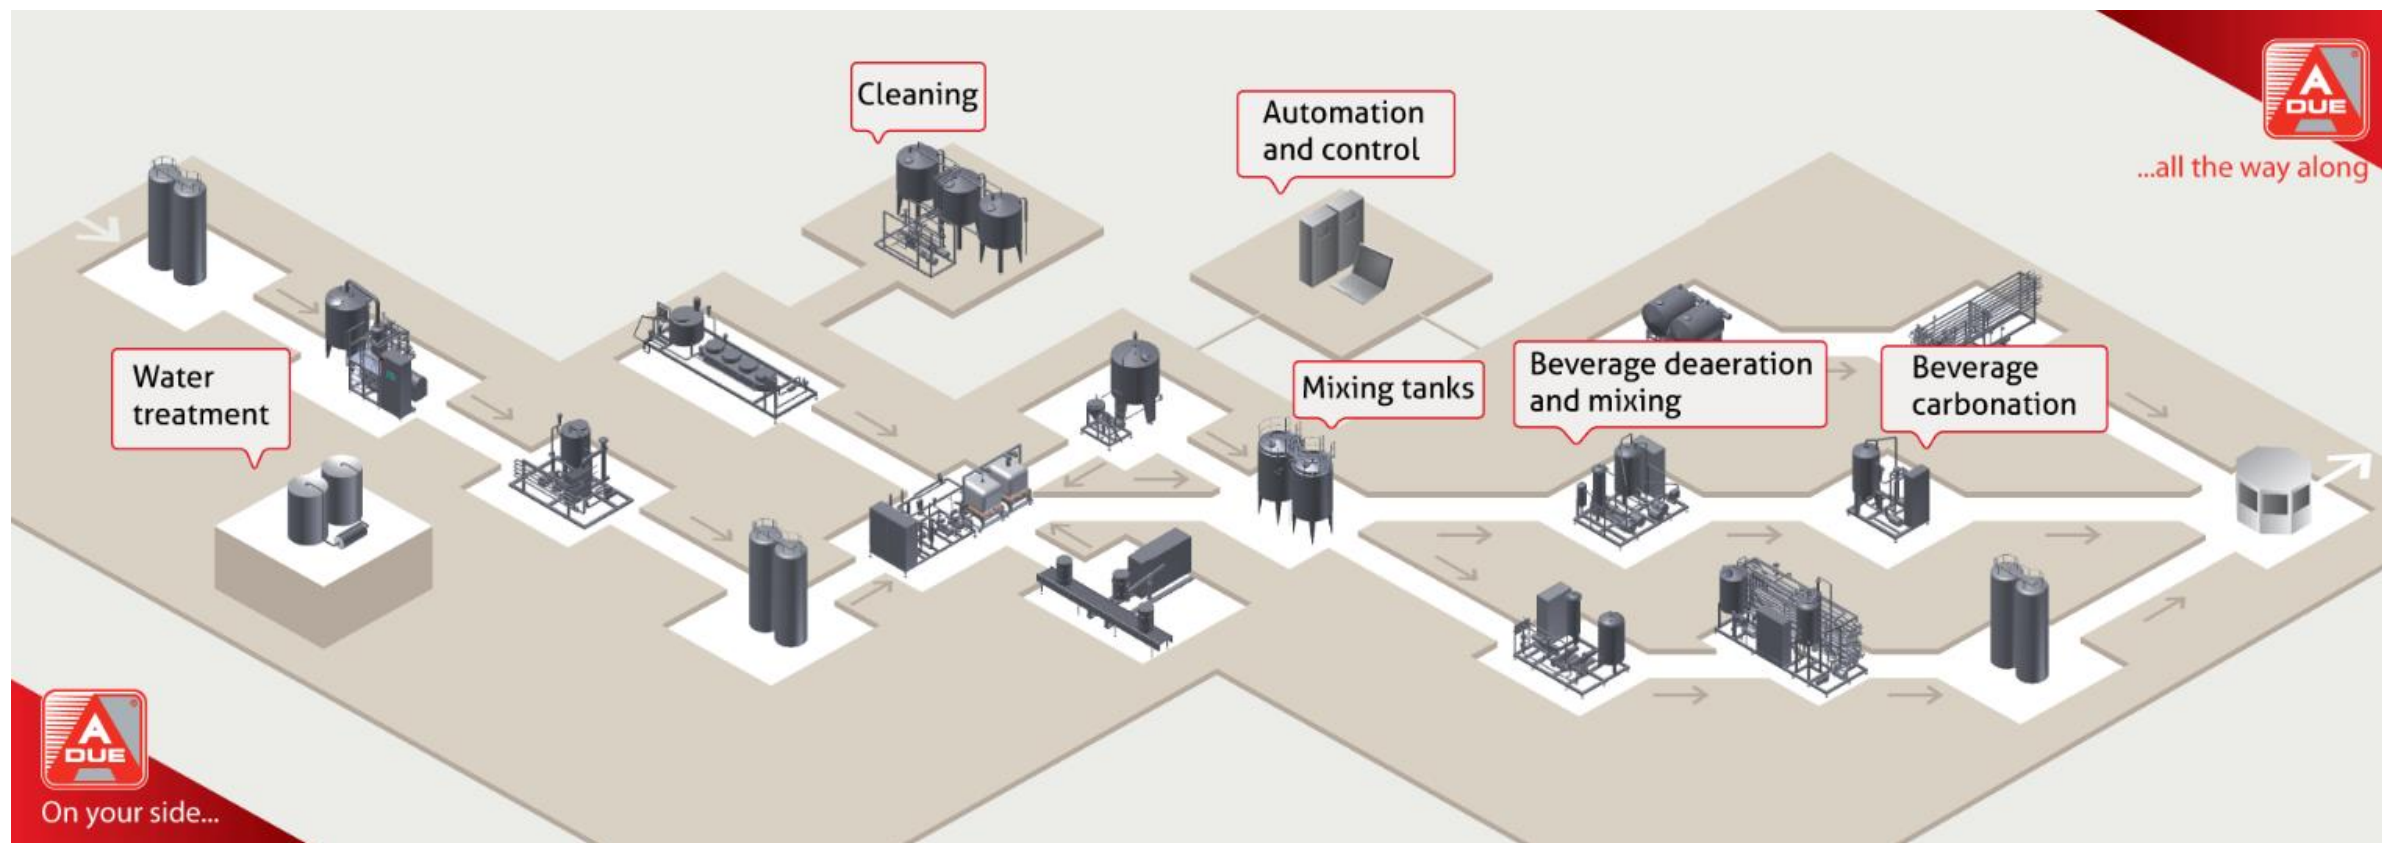 Cleaning
Automation
and control
A
DUE
...all the way along
Water
treatment
Mixing tanks
Beverage deaeration
and mixing
Beverage
carbonation
A
DUE
On your side...